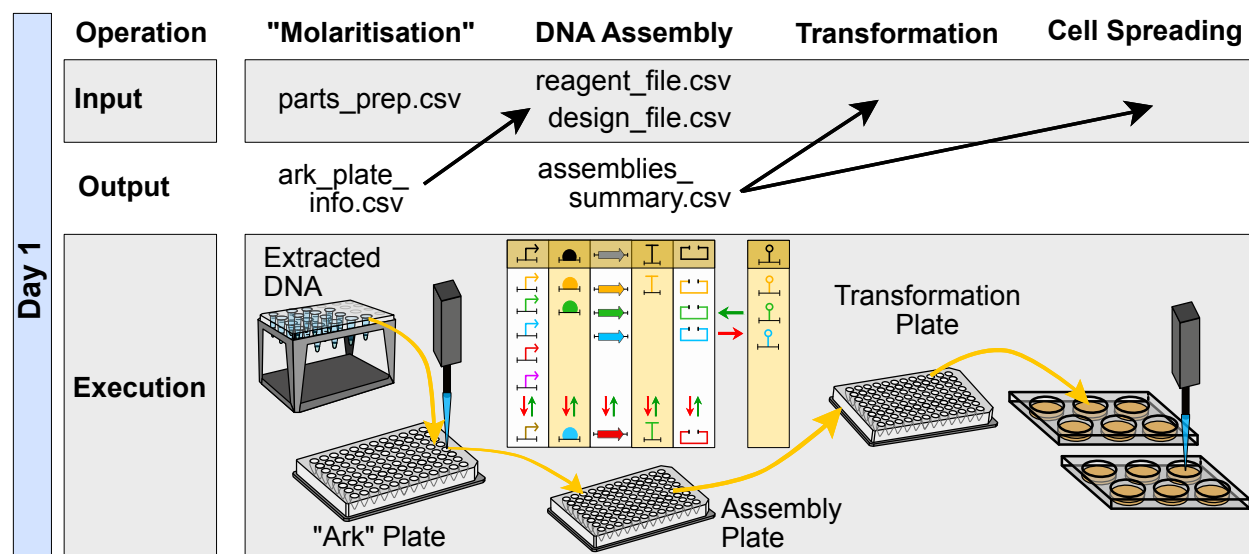 Day 1
Operation
"Molaritisation"
DNA Assembly
Transformation
Cell Spreading
Input
parts_prep.csv
reagent_file.csv
design_file.csv
Output
ark_plate_
info.csv
assemblies_
summary.csv
Execution
Extracted
DNA
"Ark" Plate
Assembly
Plate
Transformation
Plate